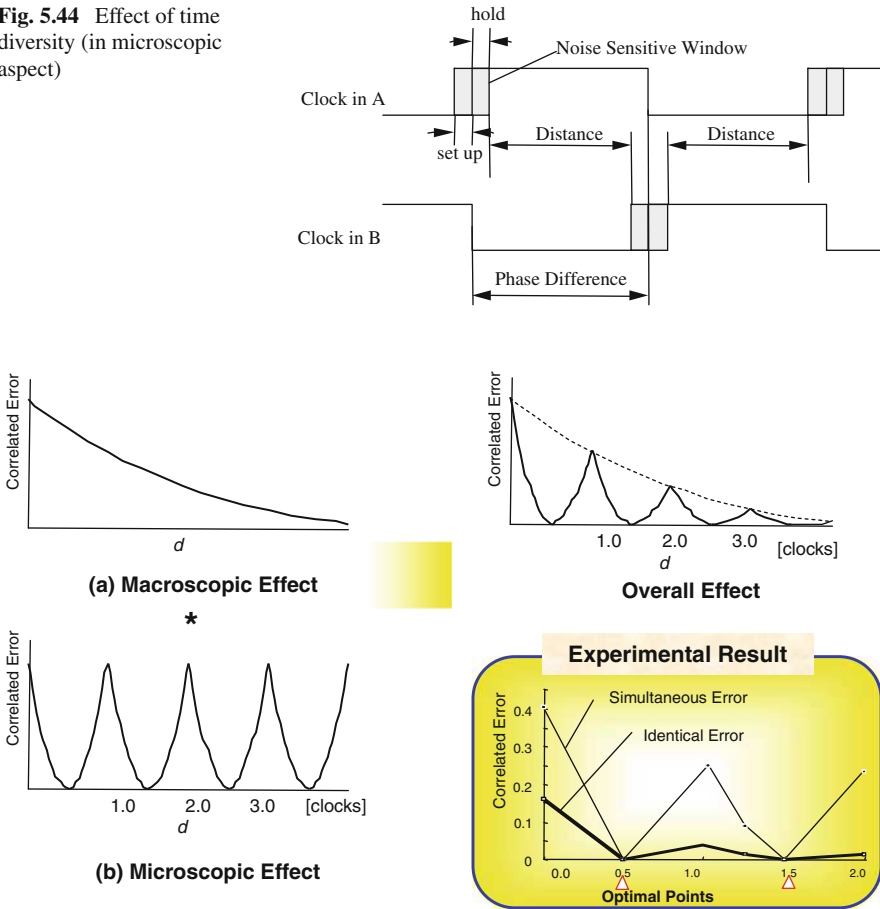 Fig. 5.44 Effect of time
diversity (in microscopic
aspect)
hold
Noise Sensitive Window
Clock in A
Distance
Distance
set up
Clock in B
Phase Difference
Correlated Error
d
(a) Macroscopic Effect
Correlated Error
1.0 2.0 3.0 [clocks]
d
Overall Effect
*
Correlated Error
1.0 2.0 3.0 [clocks]
d
(b) Microscopic Effect
Experimental Result
Correlated Error
0.4
0.3
0.2
0.1
0
Simultaneous Error
Identical Error
0.0 0.5 1.0 1.5 2.0
Optimal Points